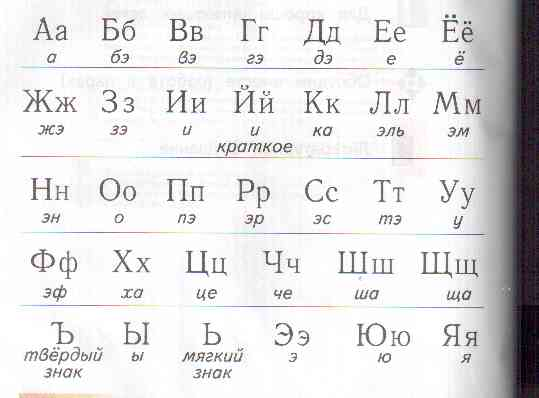 Аа Бб Вв Гг Дд Ее Ёё
а бэ вэ гэ дэ е ё
Жж Зз Ии Йй Кк Лл Мм
жэ зэ и и краткое ка эль эм
Нн Оо Пп Рр Сс Тт Уу
эн о пэ эр эс тэ у
Фф Хх Цц Чч Шш Щщ
эф ха це че ша ща
Ъ Ы Ь Ээ Юю Яя
твёрдый знак ы мягкий знак э ю я